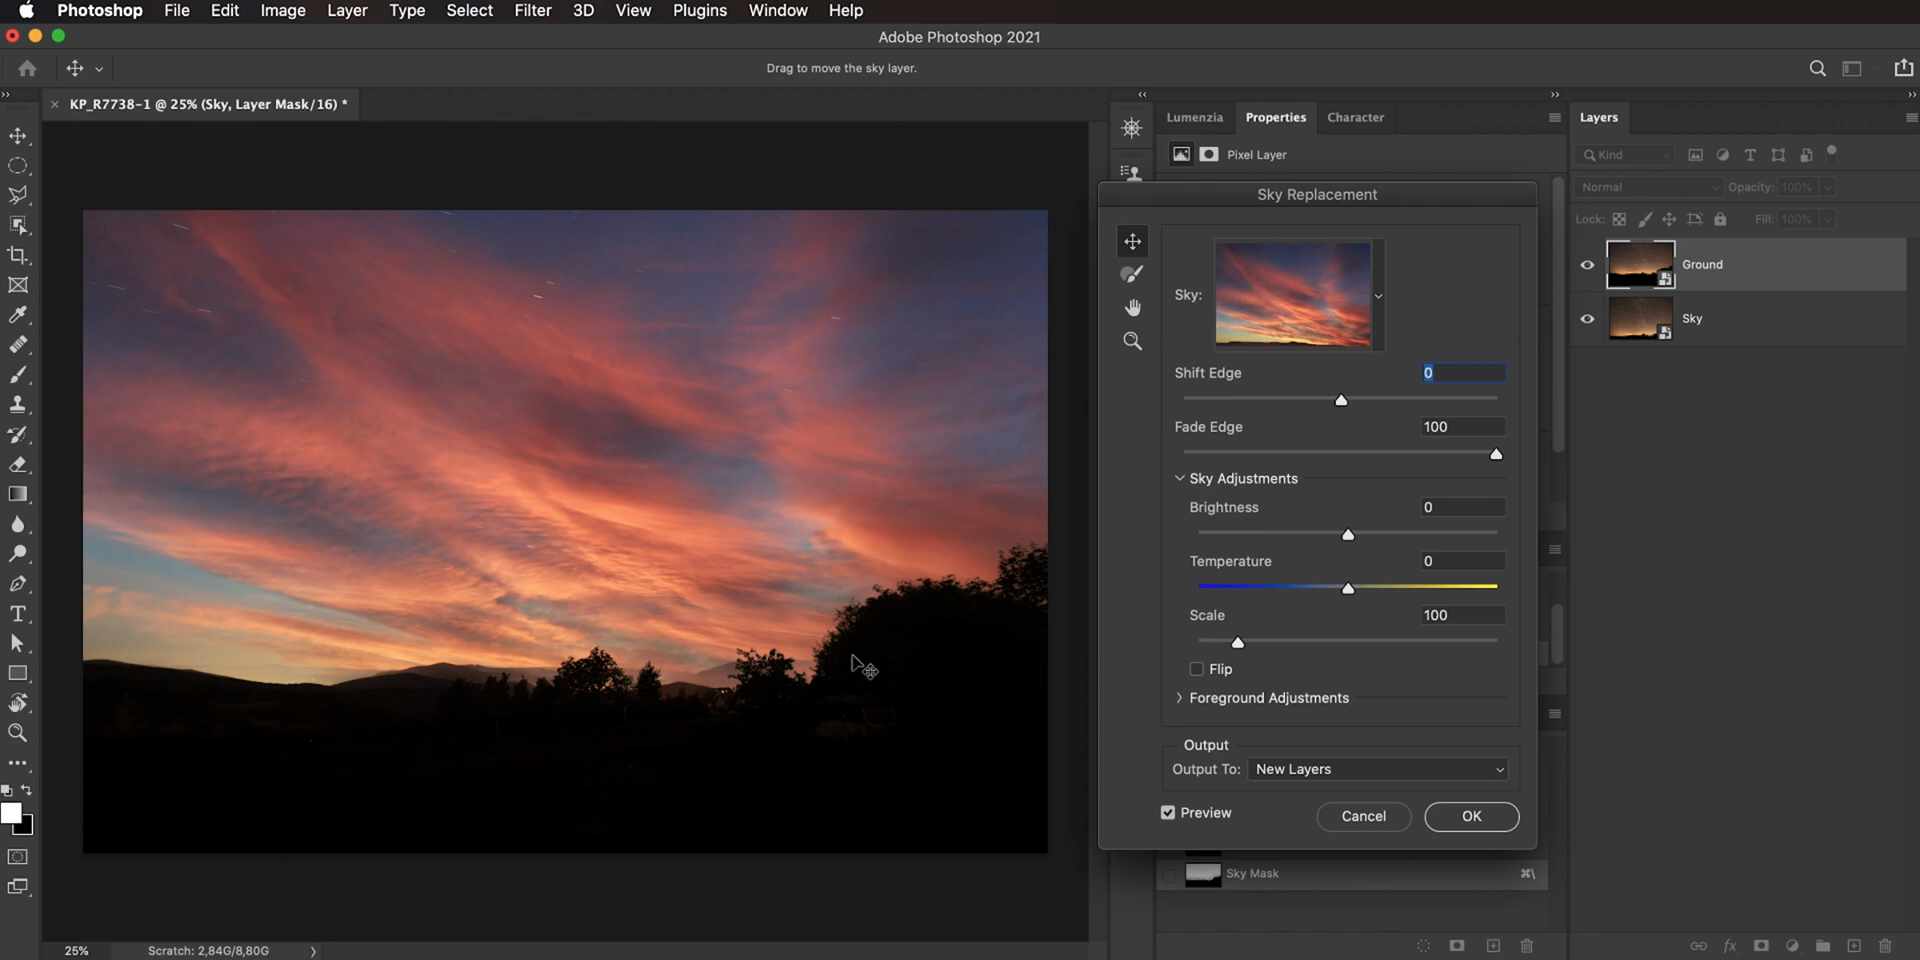 Photoshop File Edit Image Layer Type Select Filter 3D View Plugins Window Help
Adobe Photoshop 2021
Drag to move the sky layer.
× KP_R7738-1 @ 25% (Sky, Layer Mask/16) *
Lumenzia Properties Character
Layers
Pixel Layer
Kind
Normal Opacity: 100%
Lock: Fill: 100%
Ground
Sky
Sky Replacement
Sky:
Shift Edge 0
Fade Edge 100
Sky Adjustments
Brightness 0
Temperature 0
Scale 100
Flip
Foreground Adjustments
Output
Output To: New Layers
Preview Cancel OK
Sky Mask ⌘\
25% Scratch: 2,84G/8,80G